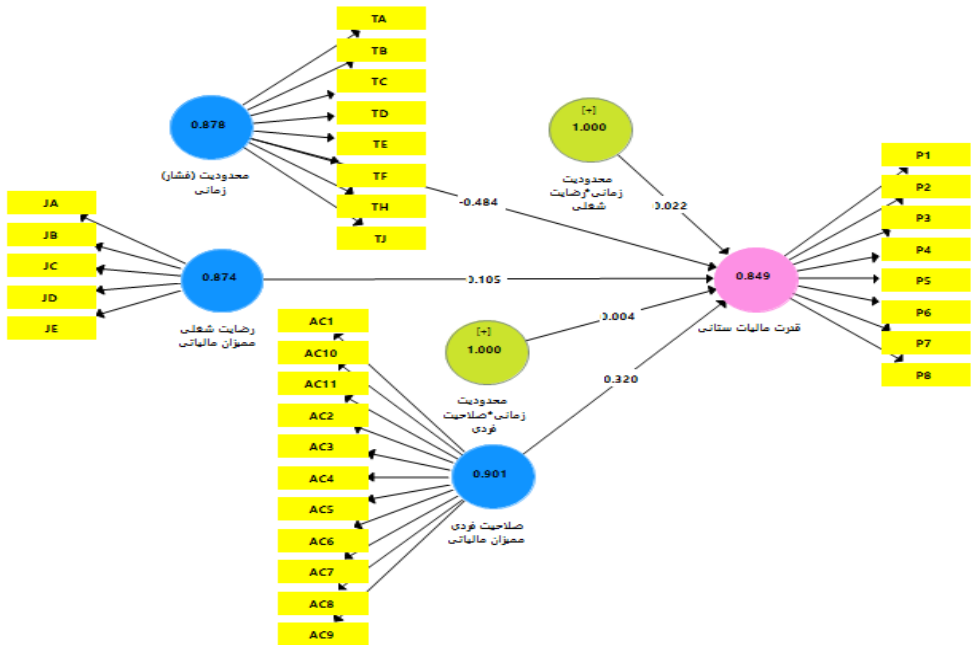 TA
TB
TC
TD
TE
TF
TH
TJ
0.878
محدودیت (فشار)
زمانی
[+]
1.000
محدودیت
زمانی*رضایت
شغلی
P1
P2
P3
P4
P5
P6
P7
P8
JA
JB
JC
JD
JE
0.874
رضایت شغلی
ممیزان مالیاتی
-0.484
0.022
0.105
0.004
0.320
0.849
قدرت مالیات ستانی
[+]
1.000
محدودیت
زمانی*صلاحیت
فردی
AC1
AC10
AC11
AC2
AC3
AC4
AC5
AC6
AC7
AC8
AC9
0.901
صلاحیت فردی
ممیزان مالیاتی